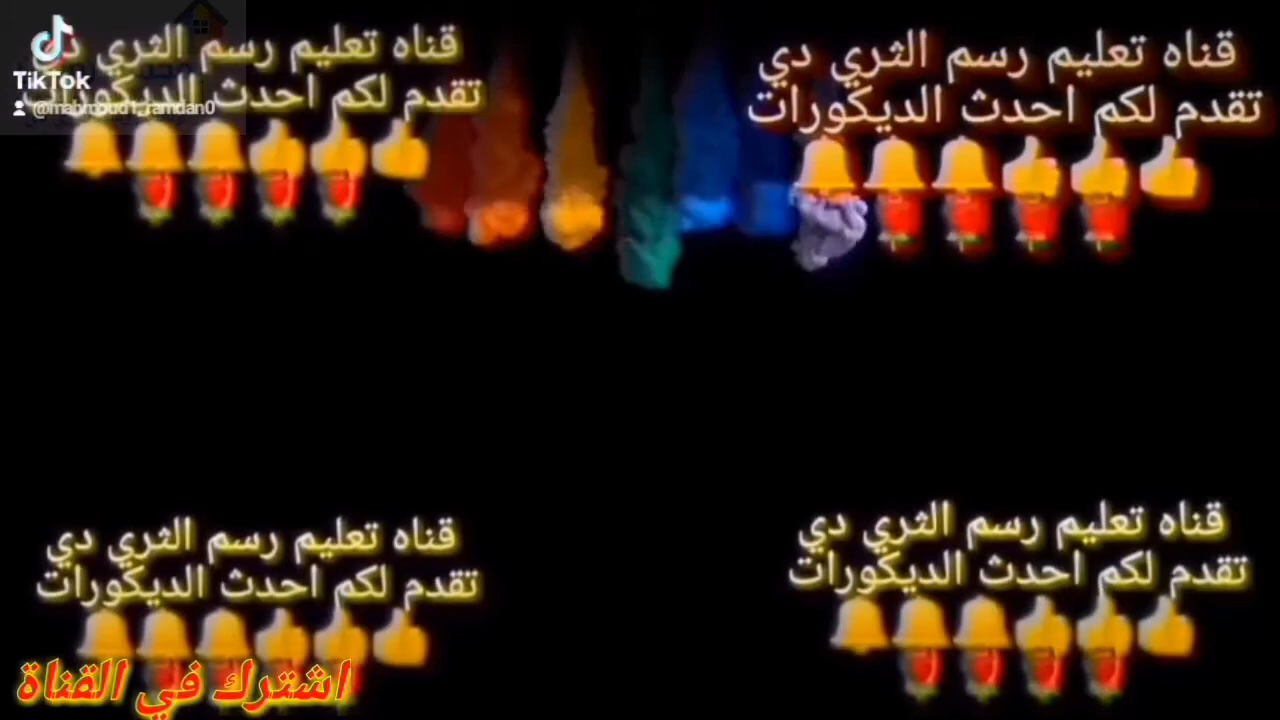 TikTok
@mahmoud1_ramdan0
قناه تعليم رسم الثري دي
تقدم لكم احدث الديكورات
قناه تعليم رسم الثري دي
تقدم لكم احدث الديكورات
قناه تعليم رسم الثري دي
تقدم لكم احدث الديكورات
قناه تعليم رسم الثري دي
تقدم لكم احدث الديكورات
اشترك في القناة